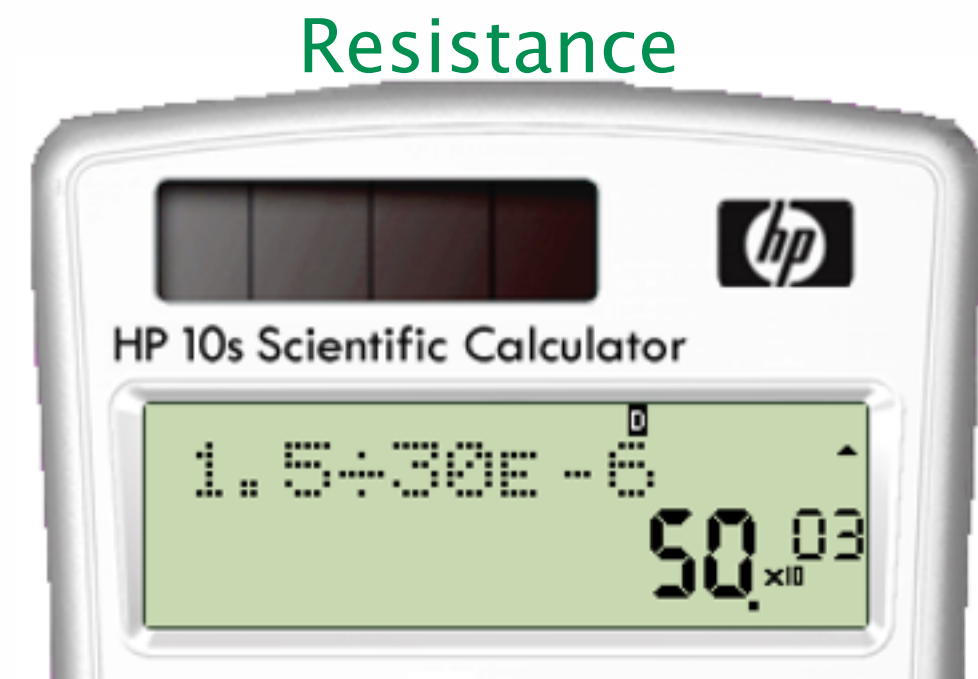 Resistance
hp
HP 10s Scientific Calculator
D
1.5÷30E-6
50.×10 03